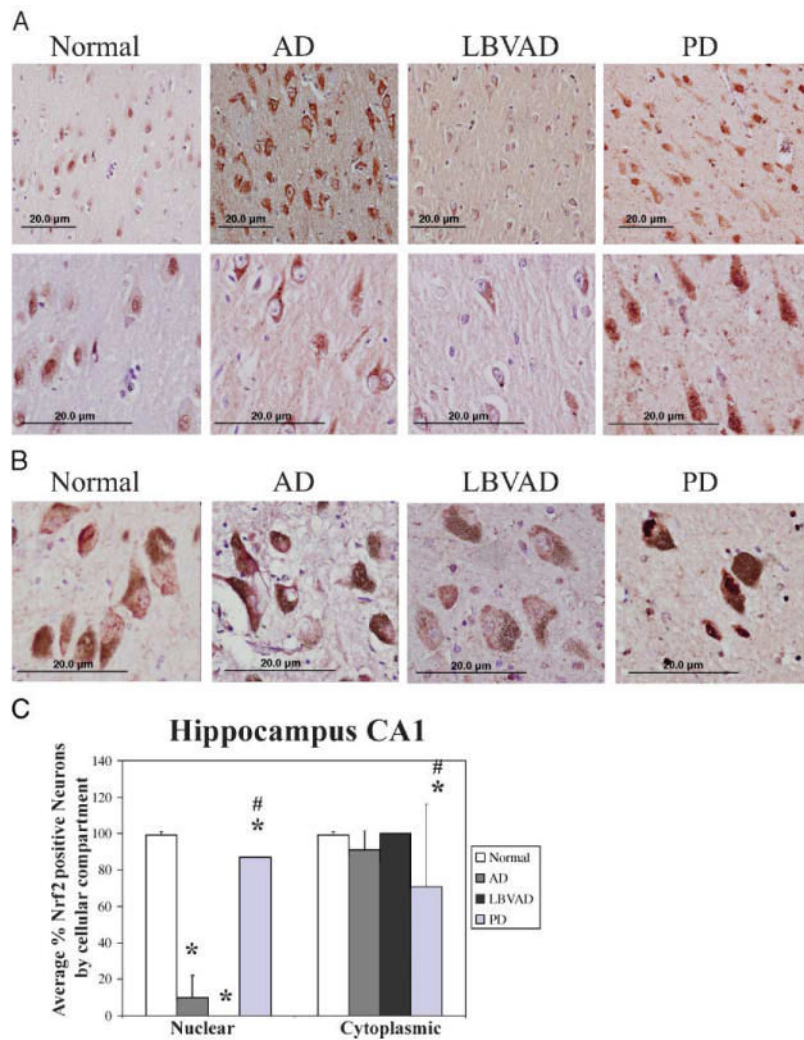 A
Normal AD LBVAD PD
20.0 µm 20.0 µm 20.0 µm 20.0 µm
20.0 µm 20.0 µm 20.0 µm 20.0 µm
B
Normal AD LBVAD PD
20.0 µm 20.0 µm 20.0 µm 20.0 µm
C
Hippocampus CA1
Average % Nrf2 positive Neurons
by cellular compartment
140
120
100
80
60
40
20
0
* * # * # *
Nuclear Cytoplasmic
Normal
AD
LBVAD
PD